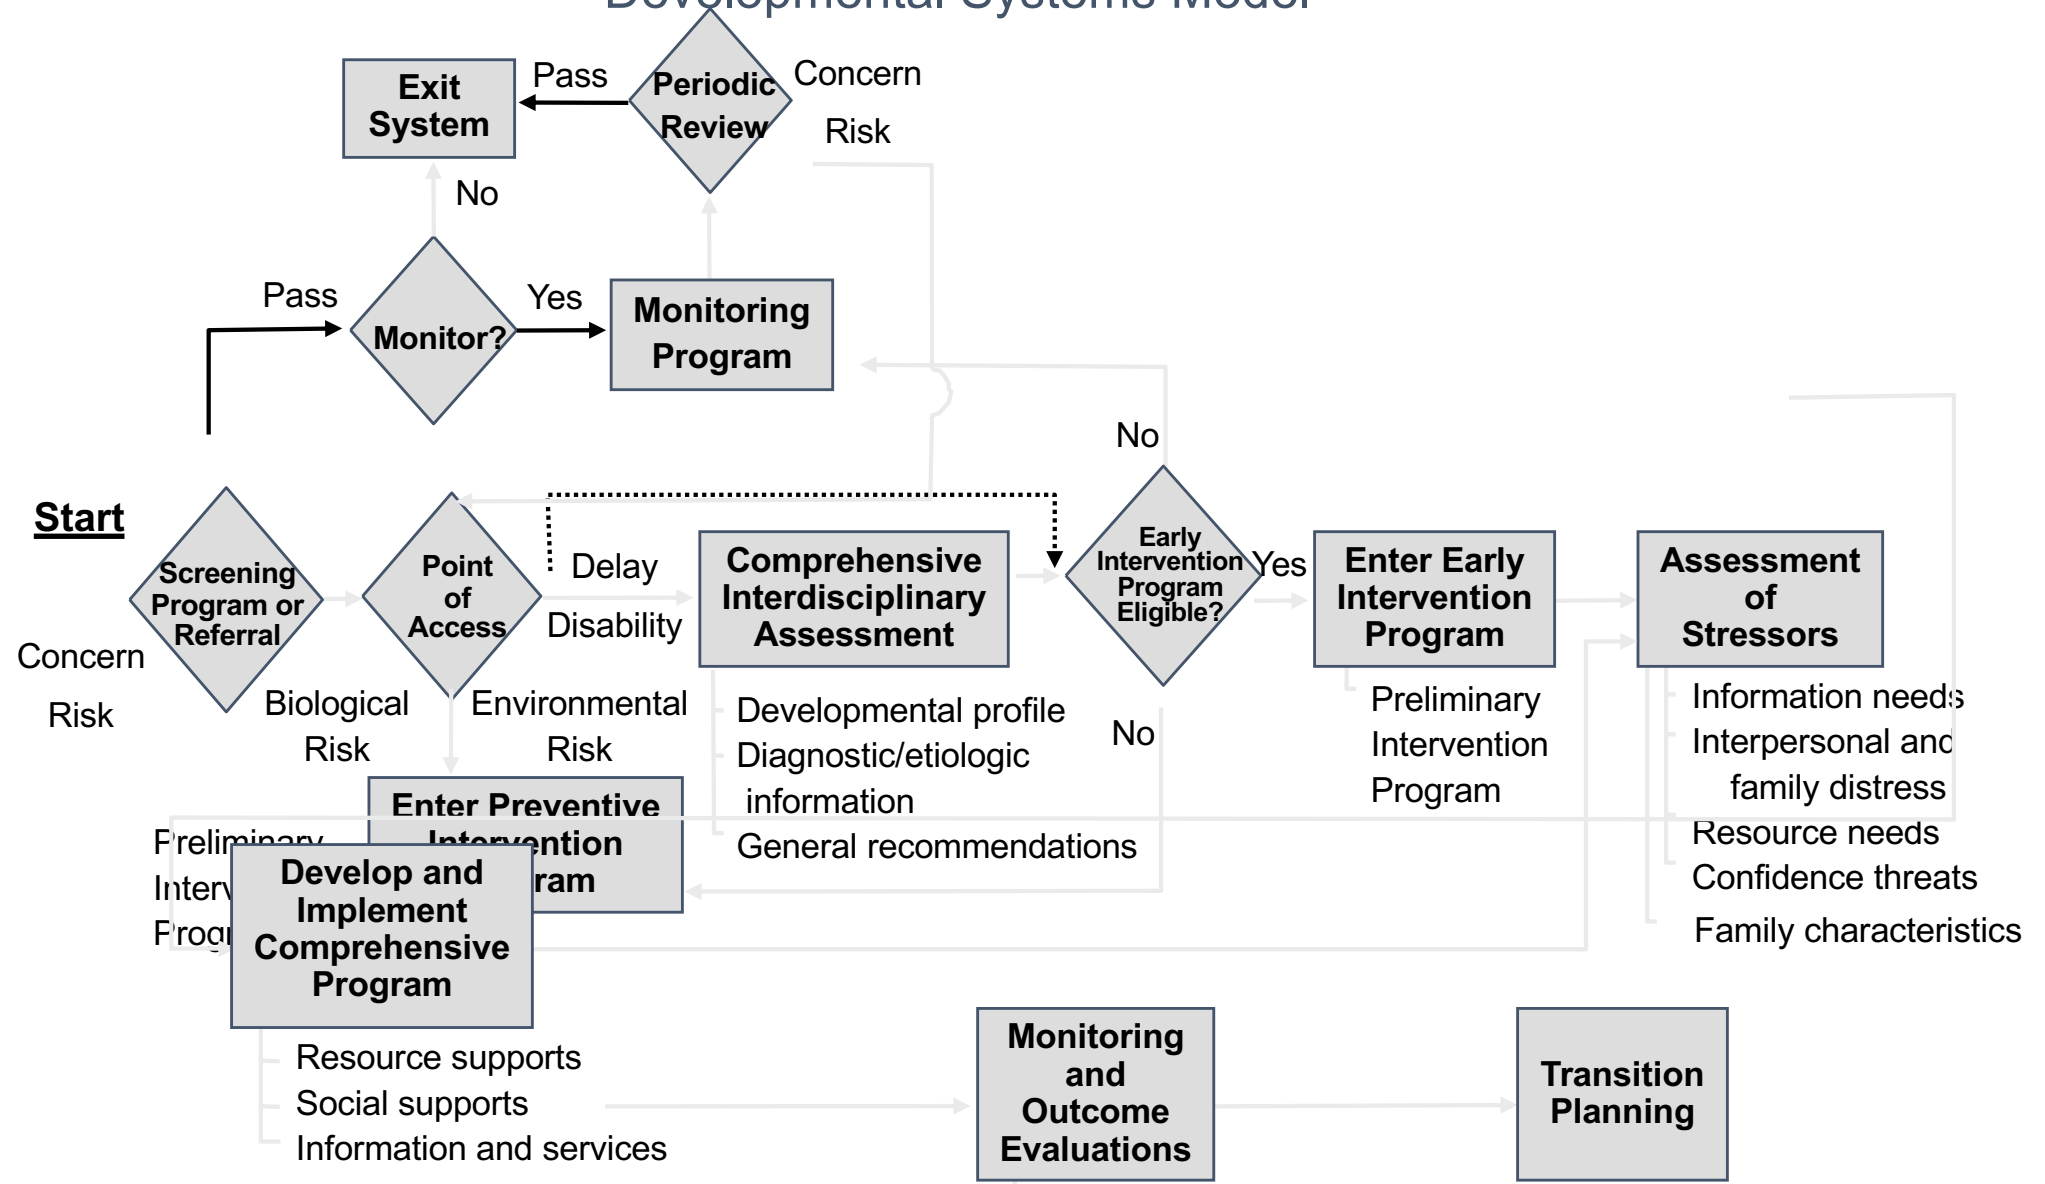 Developmental Systems Model
Exit
System
Pass
Periodic
Review
Concern
Risk
No
Pass
Monitor?
Yes
Monitoring
Program
No
Start
Screening
Program or
Referral
Concern
Risk
Point
of
Access
Delay
Disability
Comprehensive
Interdisciplinary
Assessment
Early
Intervention
Program
Eligible?
Yes
Enter Early
Intervention
Program
Assessment
of
Stressors
Biological
Risk
Environmental
Risk
Developmental profile
Diagnostic/etiologic
information
General recommendations
No
Preliminary
Intervention
Program
Information needs
Interpersonal and
family distress
Resource needs
Confidence threats
Family characteristics
Enter Preventive
Intervention
Preliminary
Develop and
Implement
Comprehensive
Program
Resource supports
Social supports
Information and services
Monitoring
and
Outcome
Evaluations
Transition
Planning